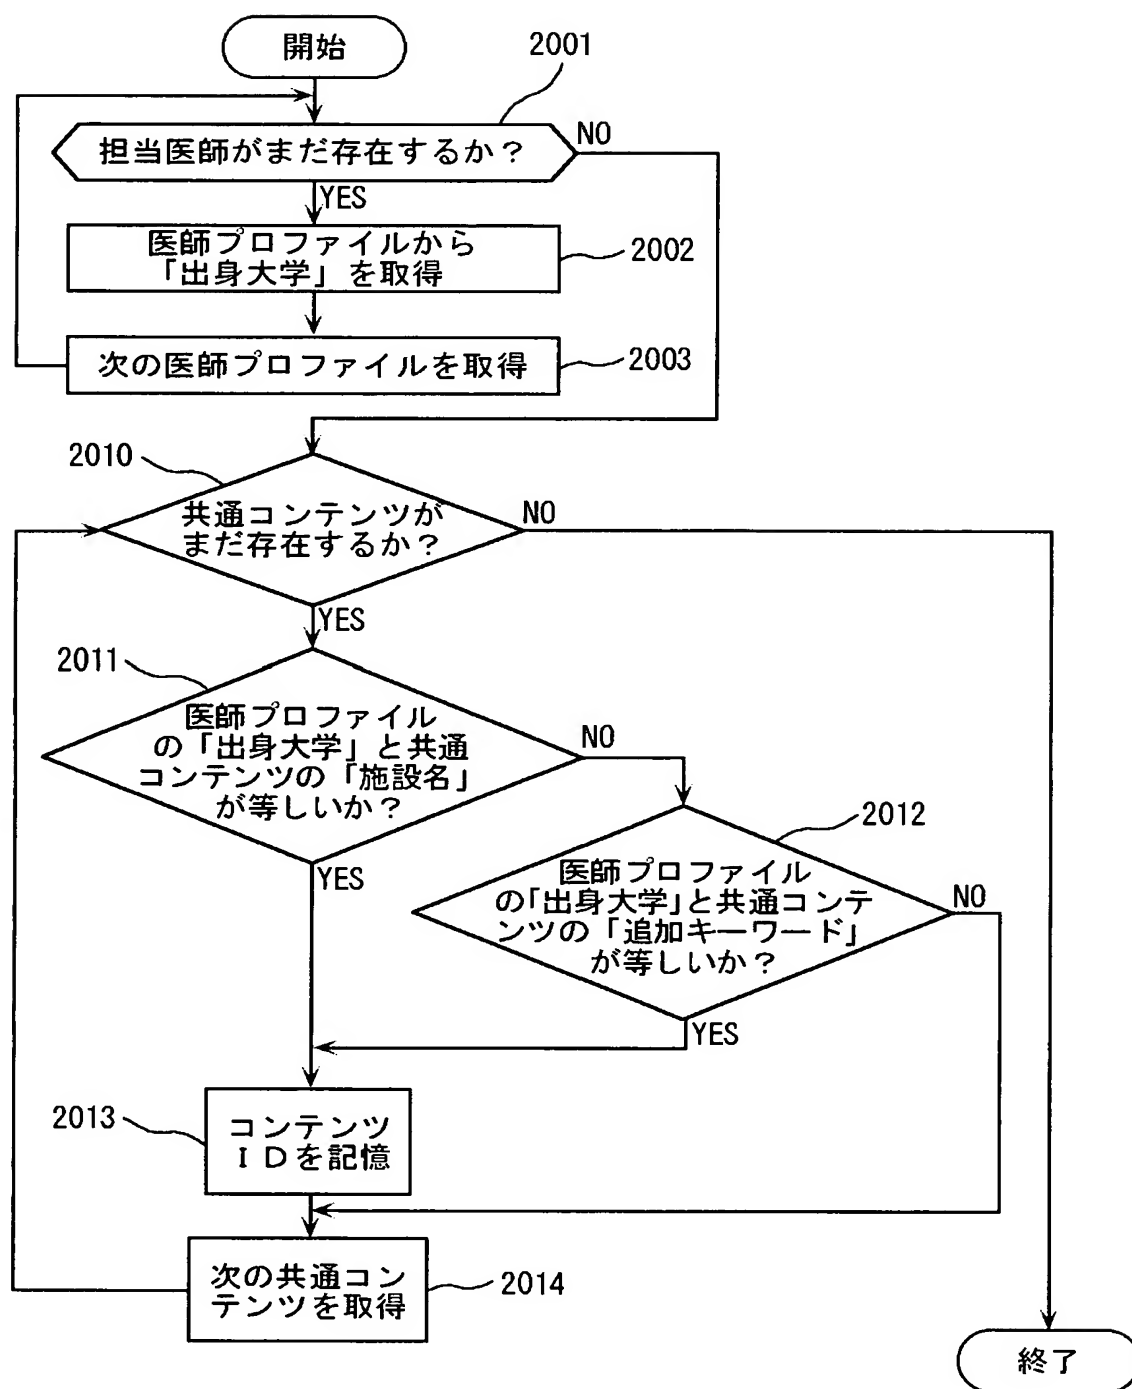 開始
2001
担当医師がまだ存在するか？
NO
YES
医師プロファイルから
「出身大学」を取得
2002
次の医師プロファイルを取得
2003
2010
共通コンテンツが
まだ存在するか？
NO
YES
2011
医師プロファイル
の「出身大学」と共通
コンテンツの「施設名」
が等しいか？
NO
YES
2012
医師プロファイル
の「出身大学」と共通コンテ
ンツの「追加キーワード」
が等しいか？
NO
YES
2013
コンテンツ
ＩＤを記憶
次の共通コン
テンツを取得
2014
終了